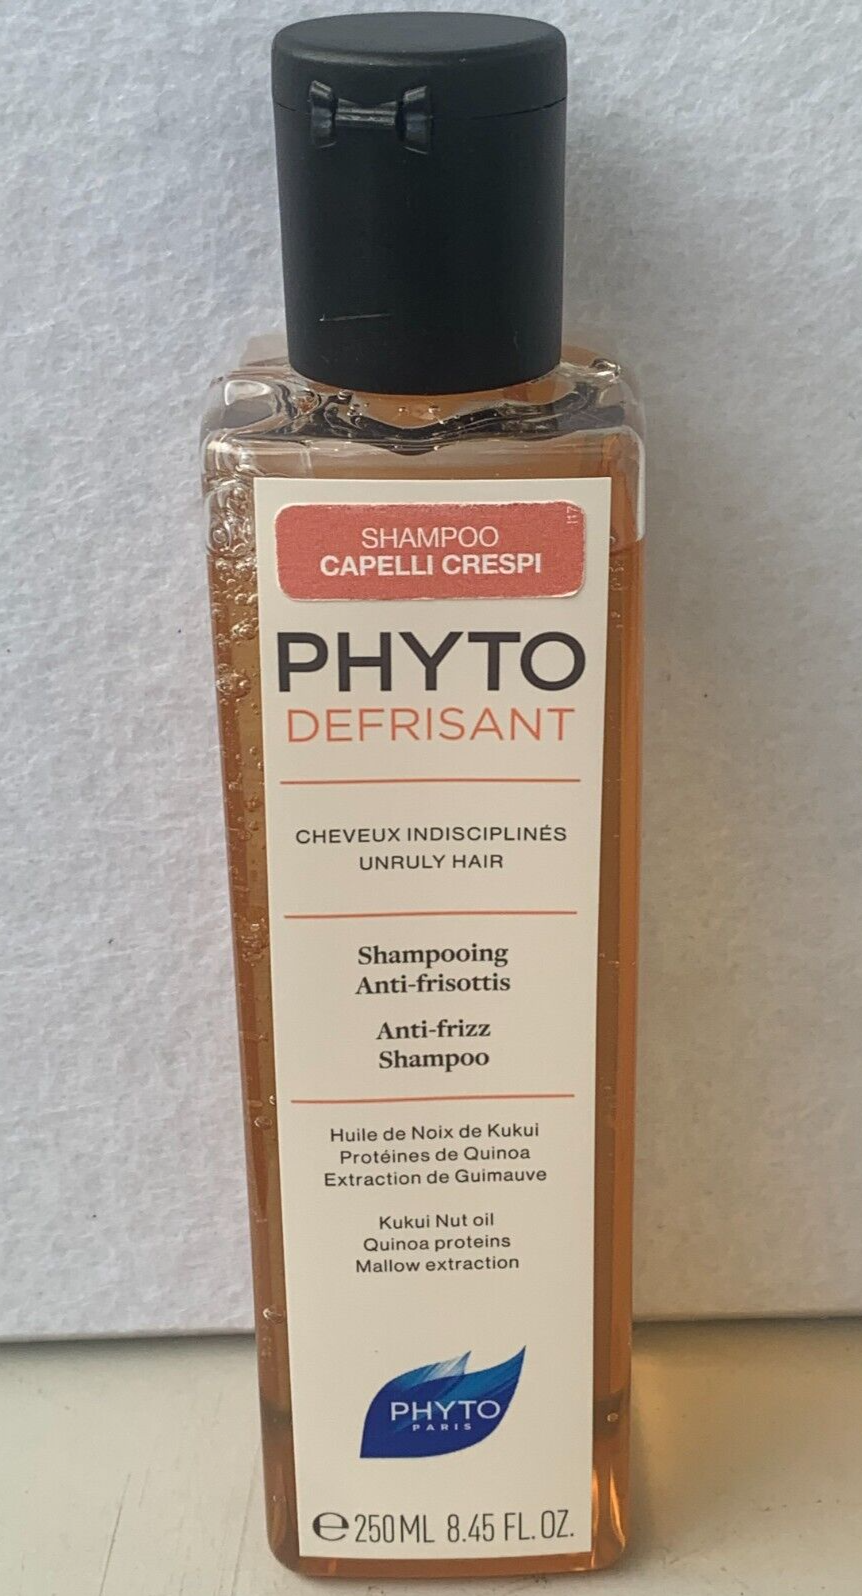 SHAMPOO
CAPELLI CRESPI
PHYTO
DEFRISANT
CHEVEUX INDISCIPLINÉS
UNRULY HAIR
Shampooing
Anti-frisottis
Anti-frizz
Shampoo
Huile de Noix de Kukui
Protéines de Quinoa
Extraction de Guimauve
Kukui Nut oil
Quinoa proteins
Mallow extraction
PHYTO
PARIS
℮ 250 ML 8.45 FL. OZ.